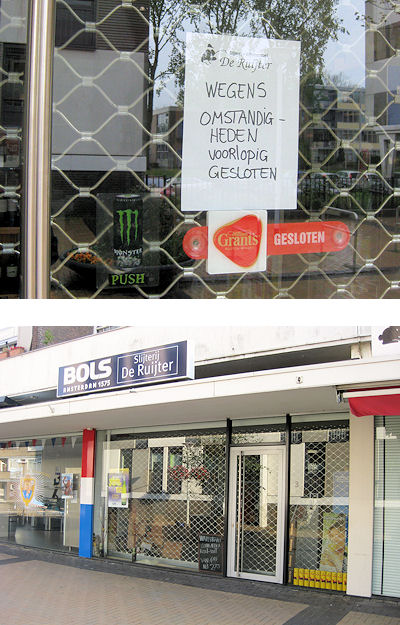 De Ruijter
WEGENS
OMSTANDIG-
HEDEN
VOORlOPIG
GESLOTEN
MONSTER
PUSH
Grant's
GESLOTEN
BOLS
AMSTERDAM 1575
Slijterij
De Ruijter